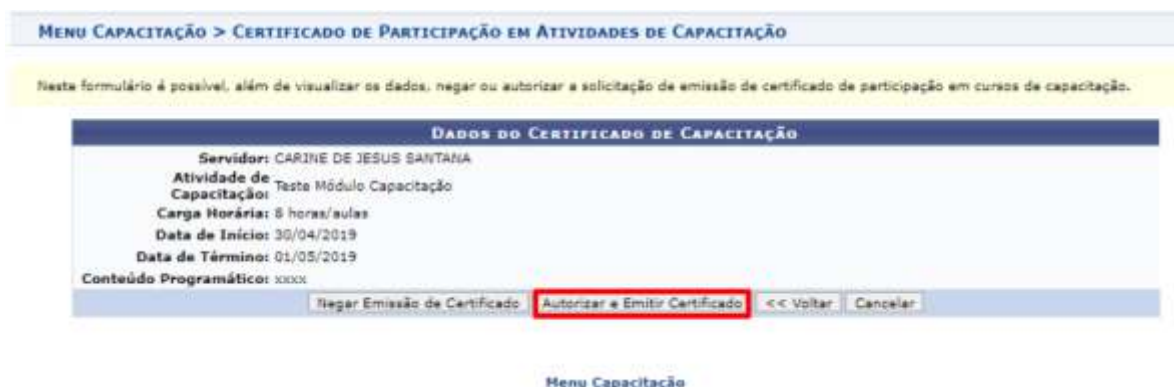 MENU CAPACITAÇÃO > CERTIFICADO DE PARTICIPAÇÃO EM ATIVIDADES DE CAPACITAÇÃO
Neste formulário é possível, além de visualizar os dados, negar ou autorizar a solicitação de emissão de certificado de participação em cursos de capacitação.
DADOS DO CERTIFICADO DE CAPACITAÇÃO
Servidor: CARINE DE JESUS SANTANA
Atividade de Capacitação: Teste Módulo Capacitação
Carga Horária: 8 horas/aulas
Data de Início: 30/04/2019
Data de Término: 01/05/2019
Conteúdo Programático: xxxx
Negar Emissão de Certificado Autorizar e Emitir Certificado << Voltar Cancelar
Menu Capacitação